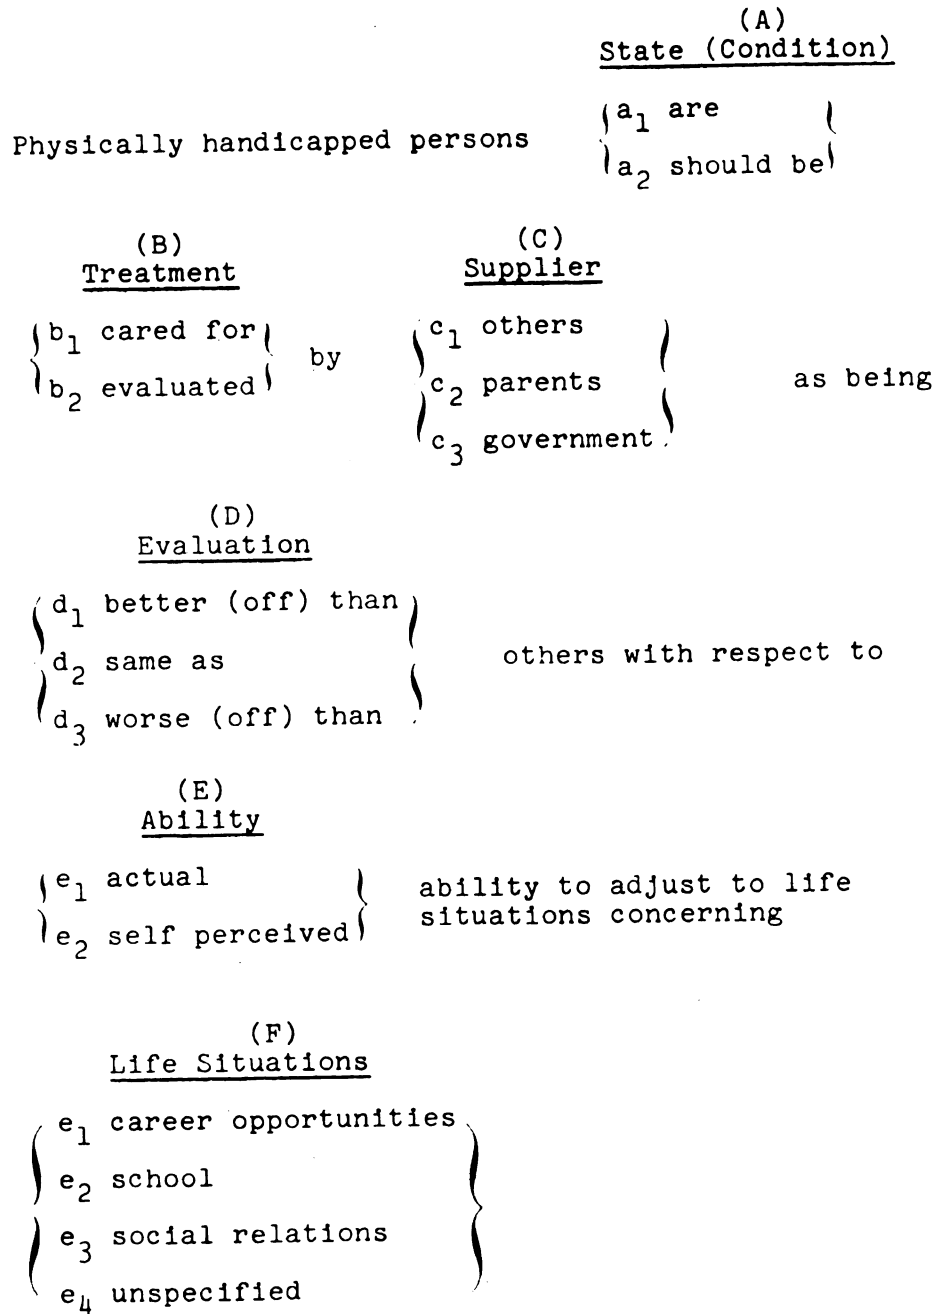 (A)
State (Condition)
Physically handicapped persons
a1 are
a2 should be
(B)
Treatment
b1 cared for
b2 evaluated
by
(C)
Supplier
c1 others
c2 parents
c3 government
as being
(D)
Evaluation
d1 better (off) than
d2 same as
d3 worse (off) than
others with respect to
(E)
Ability
e1 actual
e2 self perceived
ability to adjust to life
situations concerning
(F)
Life Situations
e1 career opportunities
e2 school
e3 social relations
e4 unspecified